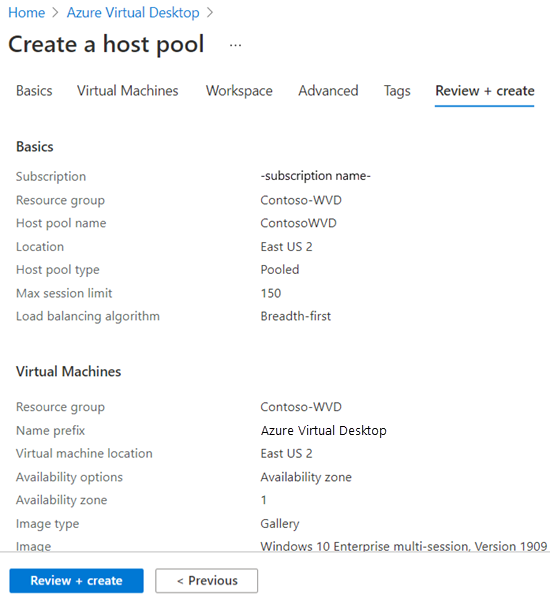 Home > Azure Virtual Desktop >
Create a host pool ...
Basics Virtual Machines Workspace Advanced Tags Review + create
Basics
Subscription -subscription name-
Resource group Contoso-WVD
Host pool name ContosoWVD
Location East US 2
Host pool type Pooled
Max session limit 150
Load balancing algorithm Breadth-first
Virtual Machines
Resource group Contoso-WVD
Name prefix Azure Virtual Desktop
Virtual machine location East US 2
Availability options Availability zone
Availability zone 1
Image type Gallery
Image Windows 10 Enterprise multi-session, Version 1909
Review + create < Previous